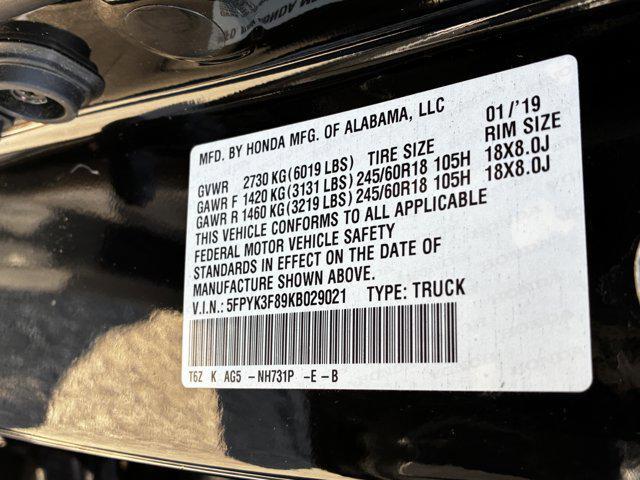 MFD. BY HONDA MFG. OF ALABAMA, LLC 01/'19
GVWR 2730 KG(6019 LBS) TIRE SIZE RIM SIZE
GAWR F 1420 KG(3131 LBS) 245/60R18 105H 18X8.0J
GAWR R 1460 KG(3219 LBS) 245/60R18 105H 18X8.0J
THIS VEHICLE CONFORMS TO ALL APPLICABLE
FEDERAL MOTOR VEHICLE SAFETY
STANDARDS IN EFFECT ON THE DATE OF
MANUFACTURE SHOWN ABOVE.
V.I.N.: 5FPYK3F89KB029021 TYPE: TRUCK
T6Z K AG5 -NH731P -E -B